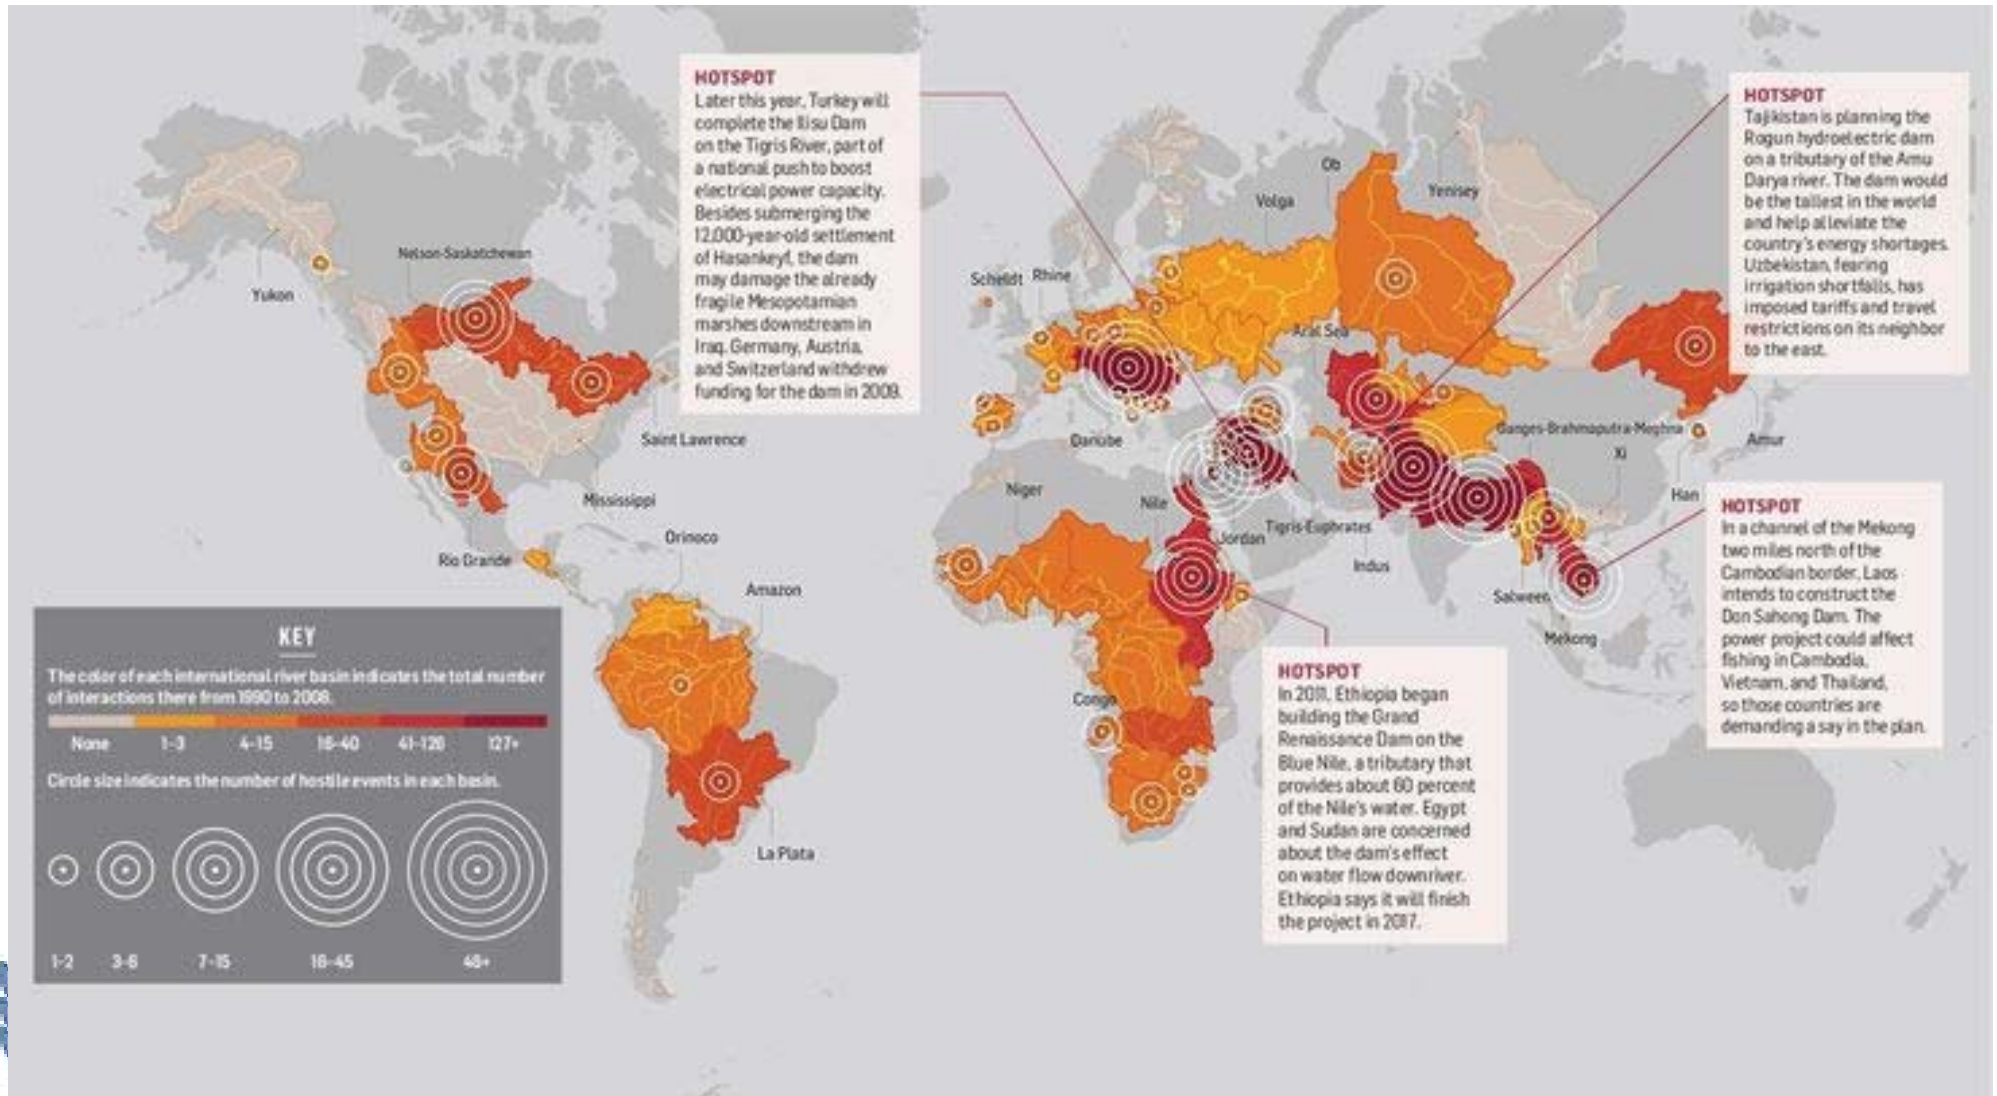 HOTSPOT
Later this year, Turkey will
complete the Ilisu Dam
on the Tigris River, part of
a national push to boost
electrical power capacity.
Besides submerging the
12,000-year-old settlement
of Hasankeyf, the dam
may damage the already
fragile Mesopotamian
marshes downstream in
Iraq. Germany, Austria,
and Switzerland withdrew
funding for the dam in 2009.
HOTSPOT
Tajikistan is planning the
Rogun hydroelectric dam
on a tributary of the Amu
Darya river. The dam would
be the tallest in the world
and help alleviate the
country's energy shortages.
Uzbekistan, fearing
irrigation shortfalls, has
imposed tariffs and travel
restrictions on its neighbor
to the east.
Ob
Yenisey
Volga
Nelson-Saskatchewan
Yukon
Scheldt
Rhine
Aral Sea
Saint Lawrence
Danube
Ganges-Brahmaputra-Meghna
Xi
Amur
Mississippi
Niger
Nile
Han
Jordan
Tigris-Euphrates
Orinoco
Rio Grande
Indus
Amazon
Salween
Mekong
HOTSPOT
In a channel of the Mekong
two miles north of the
Cambodian border, Laos
intends to construct the
Don Sahong Dam. The
power project could affect
fishing in Cambodia,
Vietnam, and Thailand,
so those countries are
demanding a say in the plan.
Congo
La Plata
HOTSPOT
In 2011, Ethiopia began
building the Grand
Renaissance Dam on the
Blue Nile, a tributary that
provides about 60 percent
of the Nile's water. Egypt
and Sudan are concerned
about the dam's effect
on water flow downriver.
Ethiopia says it will finish
the project in 2017.
KEY
The color of each international river basin indicates the total number
of interactions there from 1990 to 2008.
None
1-3
4-15
16-40
41-126
127+
Circle size indicates the number of hostile events in each basin.
1-2
3-6
7-15
16-45
46+